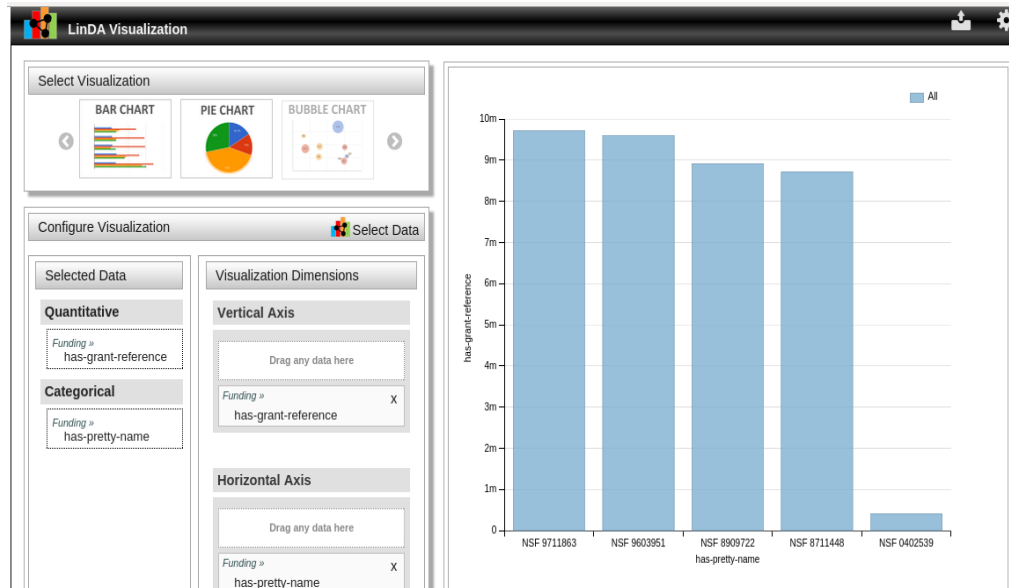 LinDA Visualization
Select Visualization
BAR CHART
PIE CHART
BUBBLE CHART
Configure Visualization
Select Data
Selected Data
Quantitative
Funding »
has-grant-reference
Categorical
Funding »
has-pretty-name
Visualization Dimensions
Vertical Axis
Drag any data here
Funding »
X
has-grant-reference
Horizontal Axis
Drag any data here
Funding »
X
has-pretty-name
All
10m
9m
8m
7m
6m
5m
4m
3m
2m
1m
0
has-grant-reference
NSF 9711863
NSF 9603951
NSF 8909722
NSF 8711448
NSF 0402539
has-pretty-name